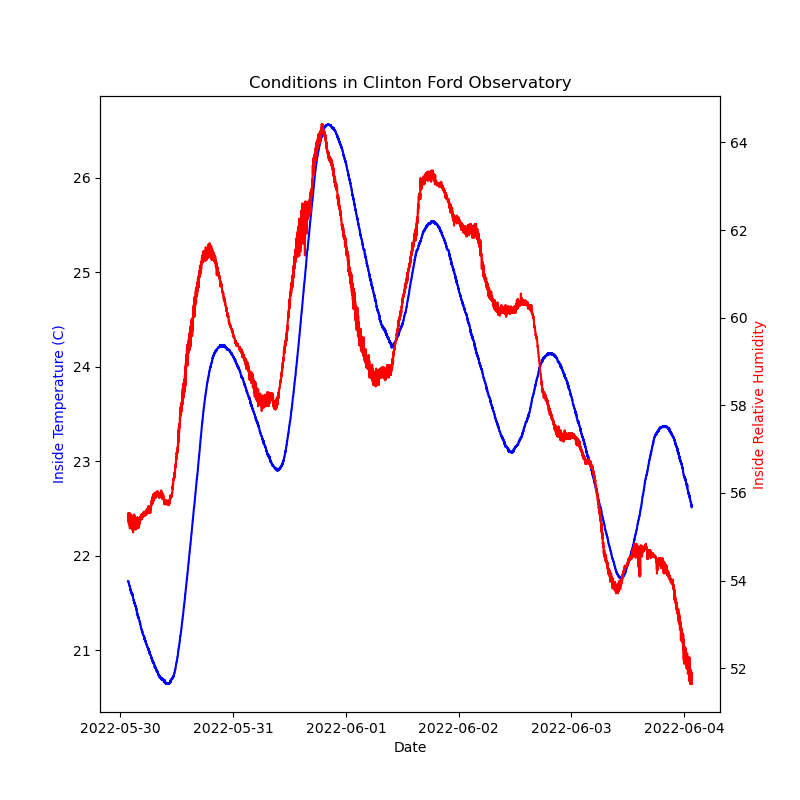 Conditions in Clinton Ford Observatory
Inside Temperature (C)
26
25
24
23
22
21
64
62
60
58
56
54
52
Inside Relative Humidity
2022-05-30 2022-05-31 2022-06-01 2022-06-02 2022-06-03 2022-06-04
Date